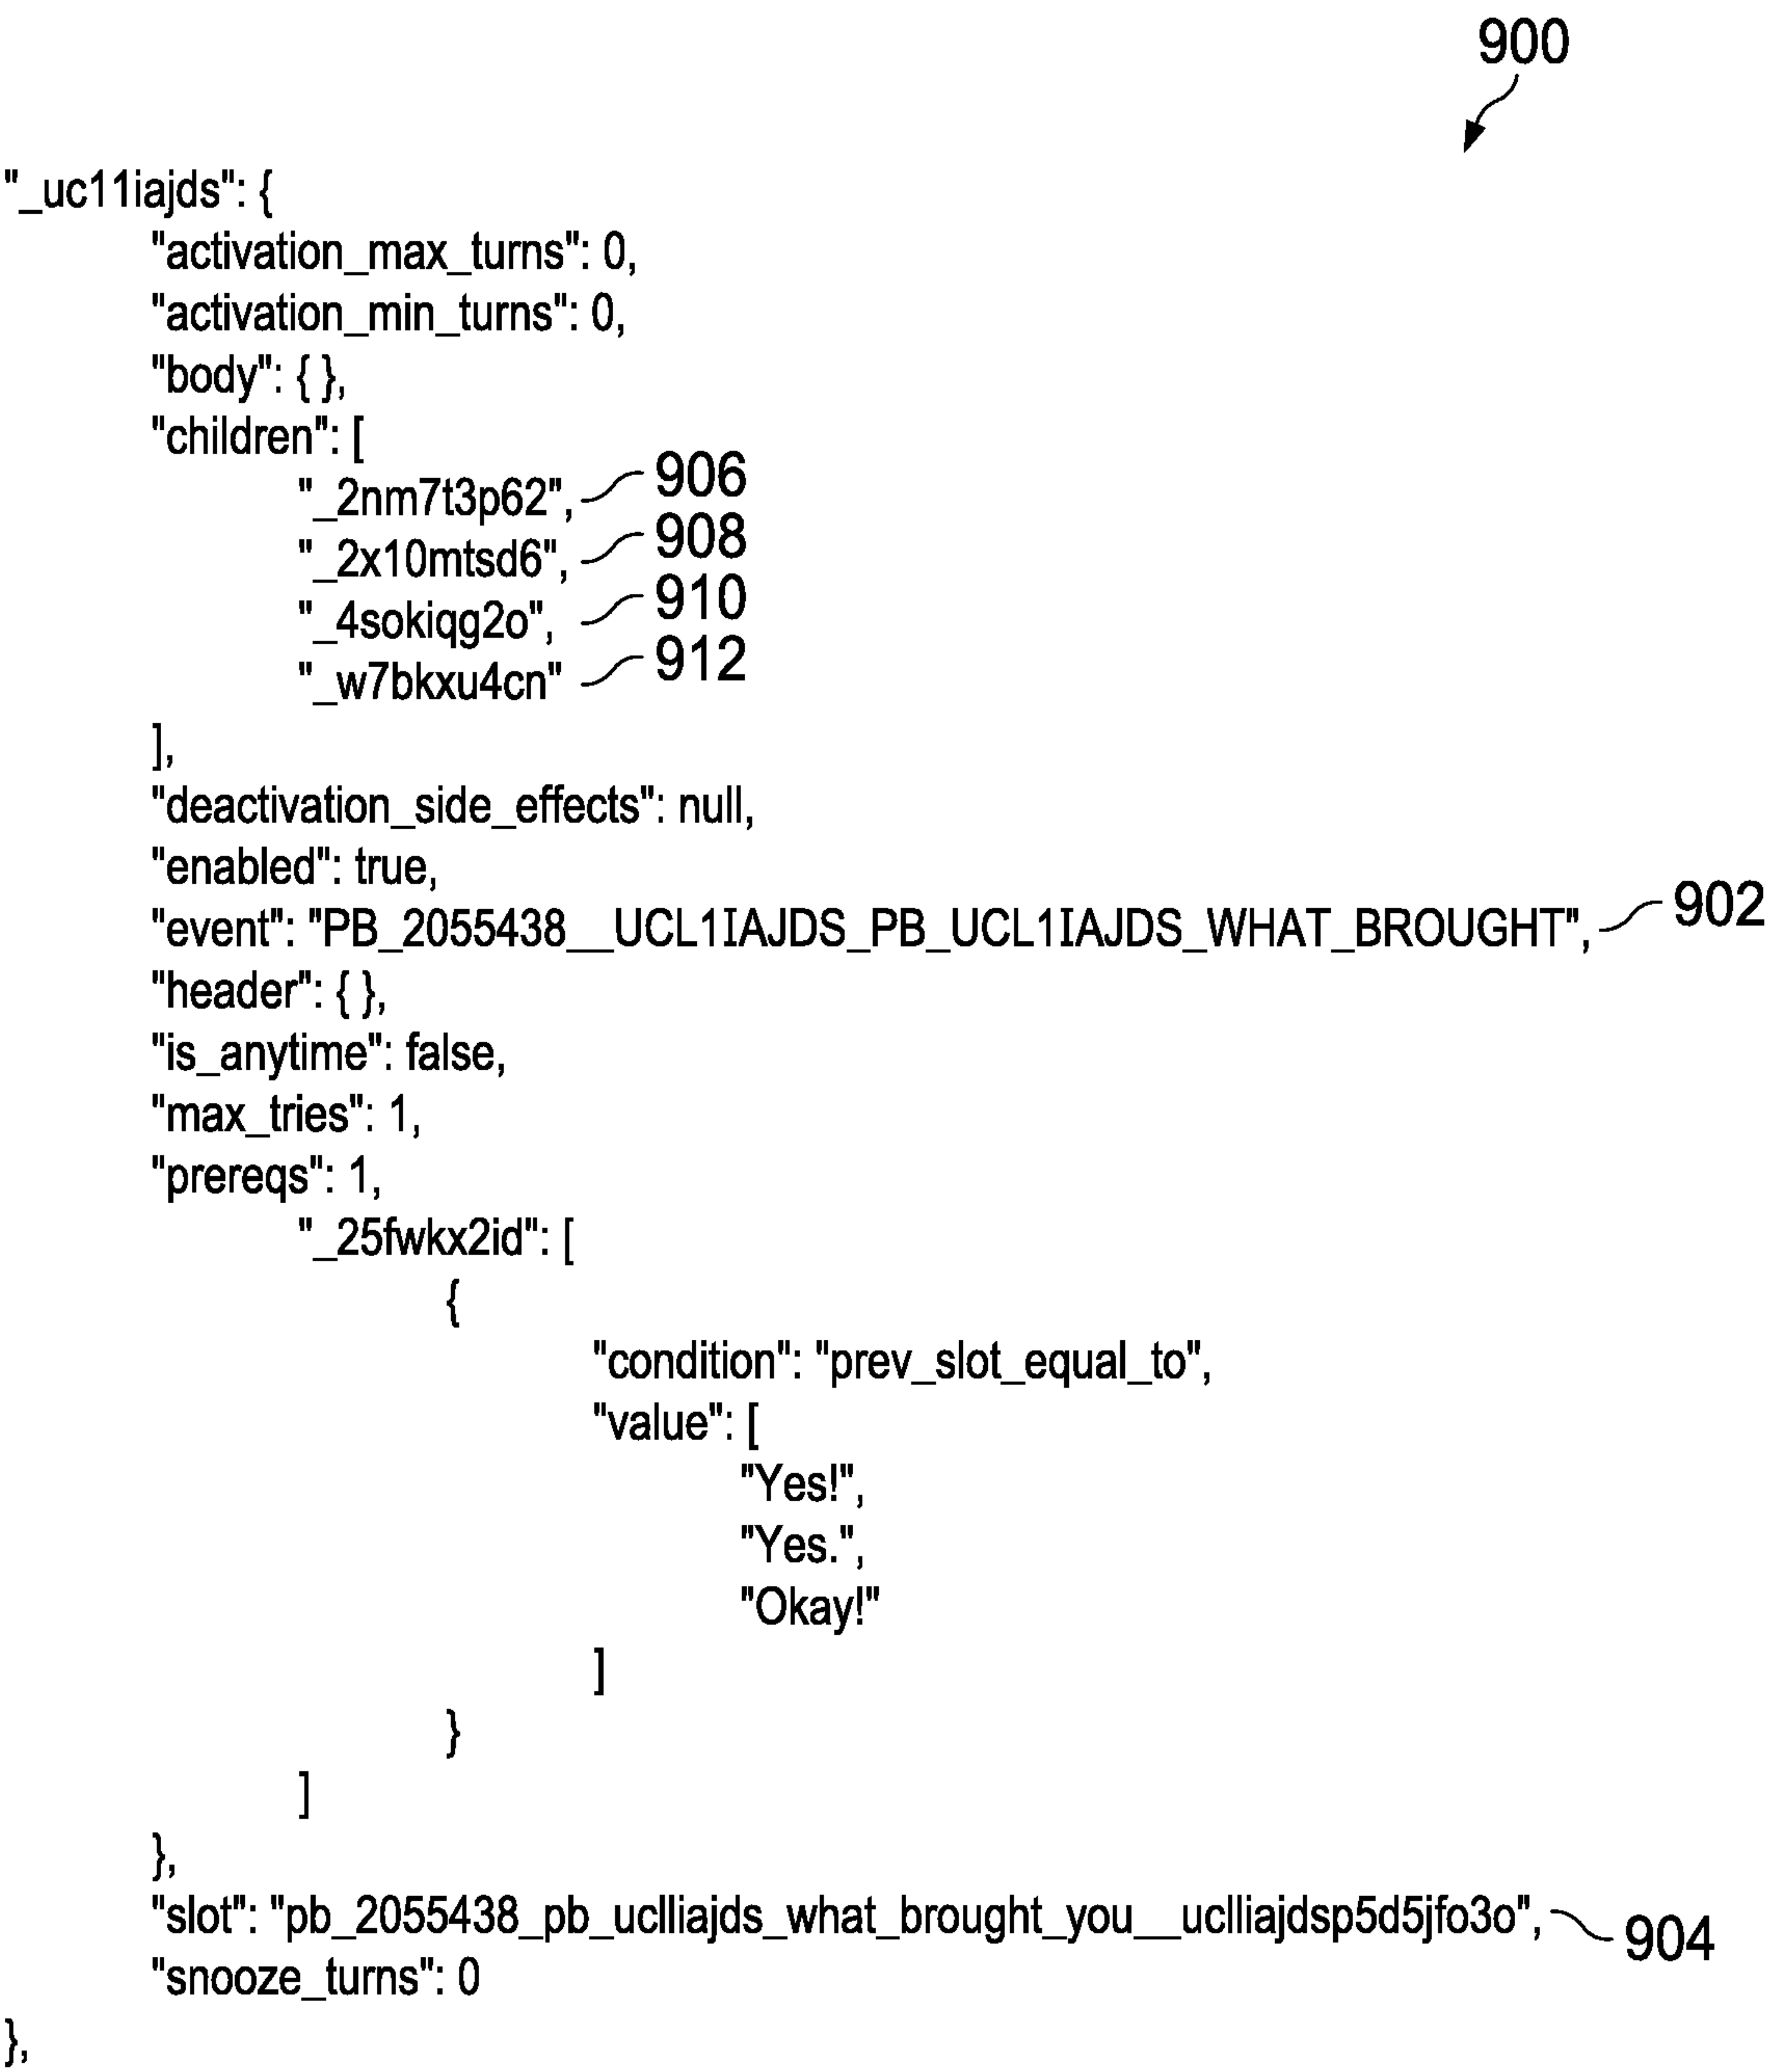 900
"_uc11iajds": {
"activation_max_turns": 0,
"activation_min_turns": 0,
"body": { },
"children": [
"_2nm7t3p62", 906
"_2x10mtsd6", 908
"_4sokiqg2o", 910
"_w7bkxu4cn" 912
],
"deactivation_side_effects": null,
"enabled": true,
"event": "PB_2055438__UCL1IAJDS_PB_UCL1IAJDS_WHAT_BROUGHT", 902
"header": { },
"is_anytime": false,
"max_tries": 1,
"prereqs": 1,
"_25fwkx2id": [
{
"condition": "prev_slot_equal_to",
"value": [
"Yes!",
"Yes.",
"Okay!"
]
}
]
},
"slot": "pb_2055438_pb_uclliajds_what_brought_you__uclliajdsp5d5jfo3o", 904
"snooze_turns": 0
},